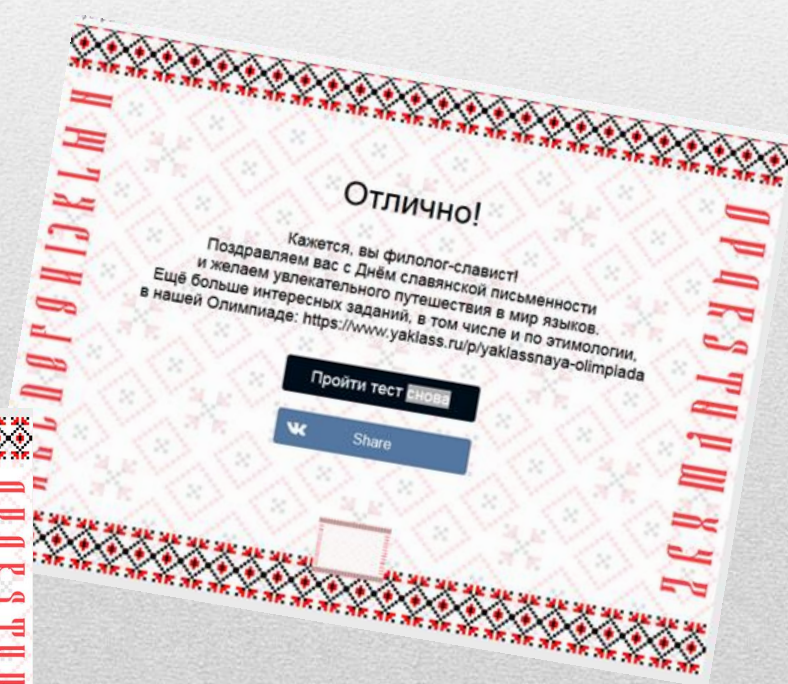 Отлично!
Кажется, вы филолог-славист!
Поздравляем вас с Днём славянской письменности
и желаем увлекательного путешествия в мир языков.
Ещё больше интересных заданий, в том числе и по этимологии,
в нашей Олимпиаде: https://www.yaklass.ru/p/yaklassnaya-olimpiada
Пройти тест снова
Share